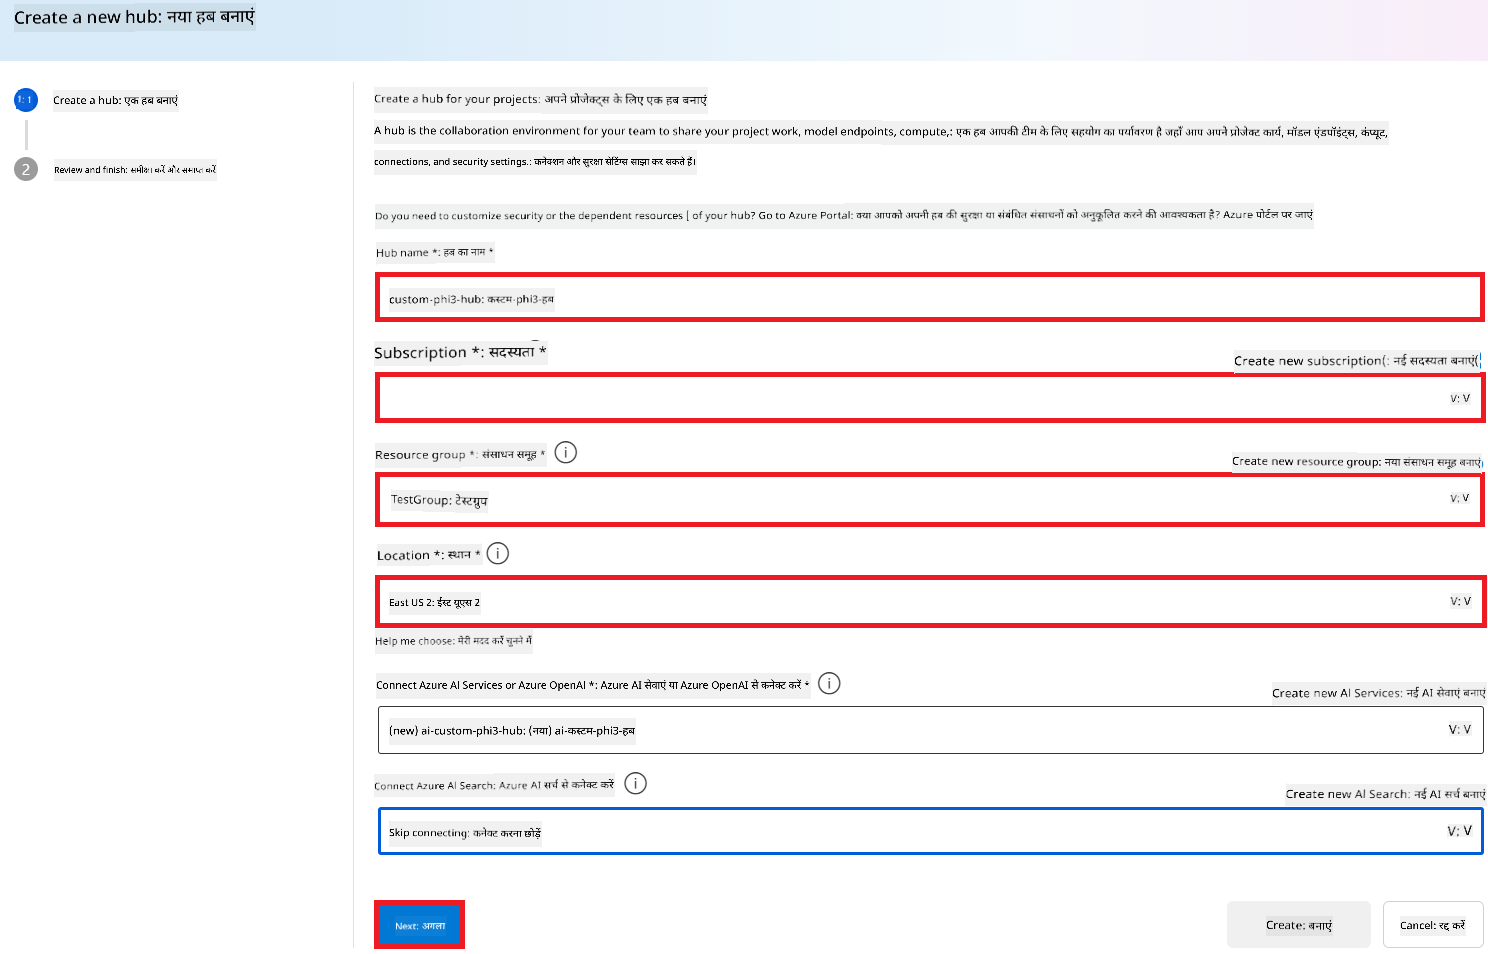 Create a new hub: नया हब बनाएं
1: 1
Create a hub: एक हब बनाएं
2
Review and finish: समीक्षा करें और समाप्त करें
Create a hub for your projects: अपने प्रोजेक्ट्स के लिए एक हब बनाएं
A hub is the collaboration environment for your team to share your project work, model endpoints, compute,: एक हब आपकी टीम के लिए सहयोग का पर्यावरण है जहाँ आप अपने प्रोजेक्ट कार्य, मॉडल एंडपॉइंट्स, कंप्यूट,
connections, and security settings.: कनेक्शन और सुरक्षा सेटिंग्स साझा कर सकते हैं।
Do you need to customize security or the dependent resources [ of your hub? Go to Azure Portal: क्या आपको अपनी हब की सुरक्षा या संबंधित संसाधनों को अनुकूलित करने की आवश्यकता है? Azure पोर्टल पर जाएं
Hub name *: हब का नाम *
custom-phi3-hub: कस्टम-phi3-हब
Subscription *: सदस्यता *
Create new subscription(: नई सदस्यता बनाएं(
V: V
Resource group *: संसाधन समूह *
Create new resource group: नया संसाधन समूह बनाएं
TestGroup: टेस्टग्रुप
V: V
Location *: स्थान *
East US 2: ईस्ट यूएस 2
V: V
Help me choose: मेरी मदद करें चुनने में
Connect Azure Al Services or Azure OpenAl *: Azure AI सेवाएं या Azure OpenAI से कनेक्ट करें *
Create new Al Services: नई AI सेवाएं बनाएं
(new) ai-custom-phi3-hub: (नया) ai-कस्टम-phi3-हब
V: V
Connect Azure Al Search: Azure AI सर्च से कनेक्ट करें
Create new Al Search: नई AI सर्च बनाएं
Skip connecting: कनेक्ट करना छोड़ें
V: V
Next: अगला
Create: बनाएं
Cancel: रद्द करें